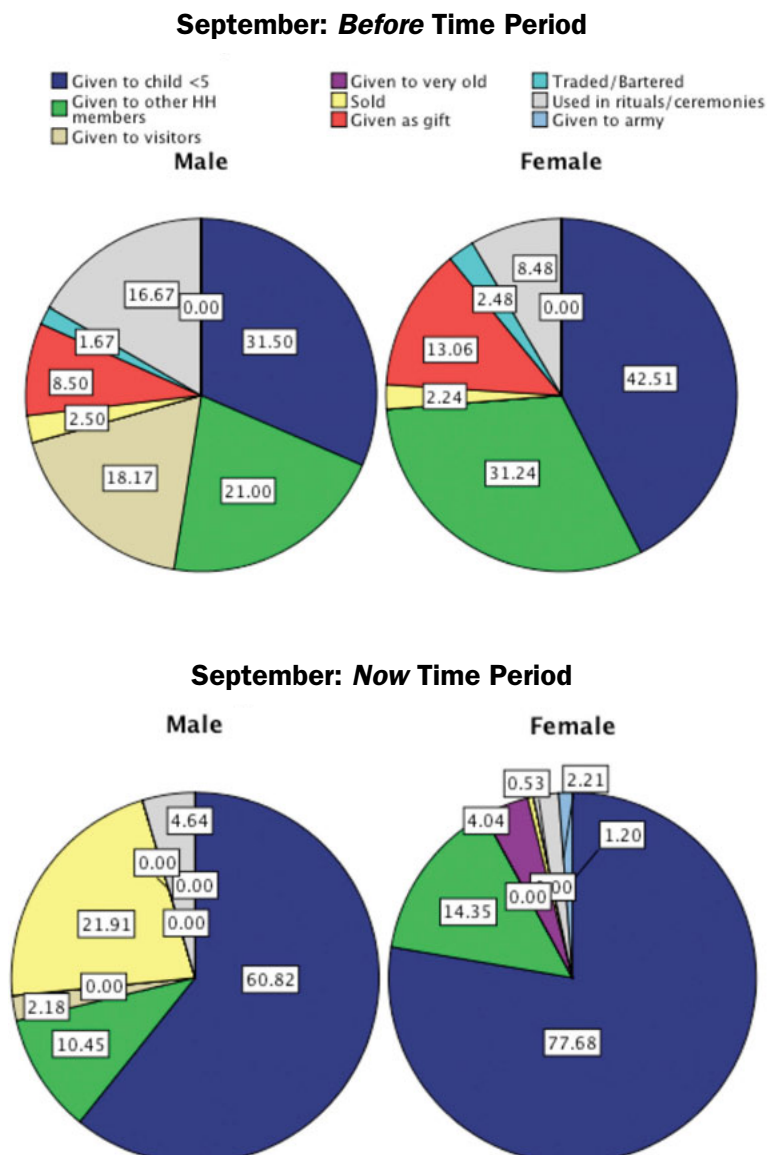 September: Before Time Period
Given to child <5
Given to other HH
members
Given to visitors
Given to very old
Sold
Given as gift
Traded/Bartered
Used in rituals/ceremonies
Given to army
Male
Female
16.67
0.00
31.50
1.67
8.50
2.50
18.17
21.00
8.48
0.00
2.48
13.06
42.51
2.24
31.24
September: Now Time Period
Male
Female
4.64
0.00
0.00
21.91
0.00
60.82
0.00
2.18
10.45
0.53
2.21
4.04
1.20
0.00
14.35
77.68